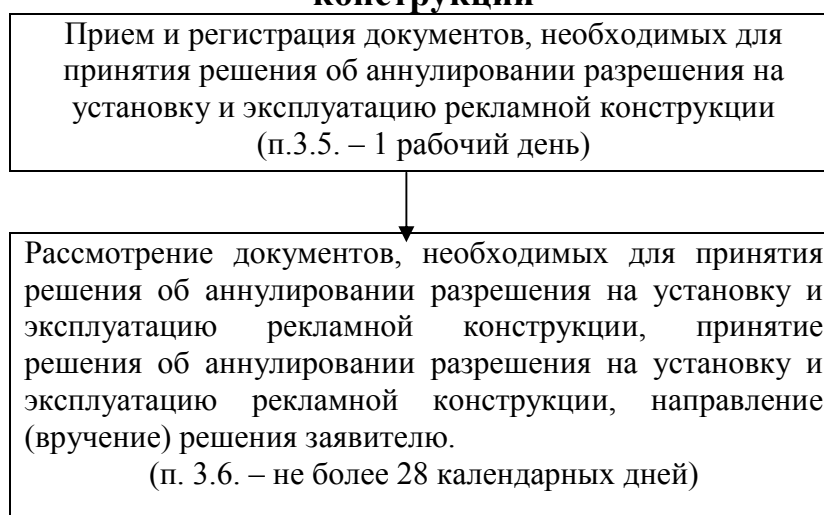 конструкции
Прием и регистрация документов, необходимых для
принятия решения об аннулировании разрешения на
установку и эксплуатацию рекламной конструкции
(п.3.5. – 1 рабочий день)
Рассмотрение документов, необходимых для принятия
решения об аннулировании разрешения на установку и
эксплуатацию рекламной конструкции, принятие
решения об аннулировании разрешения на установку и
эксплуатацию рекламной конструкции, направление
(вручение) решения заявителю.
(п. 3.6. – не более 28 календарных дней)